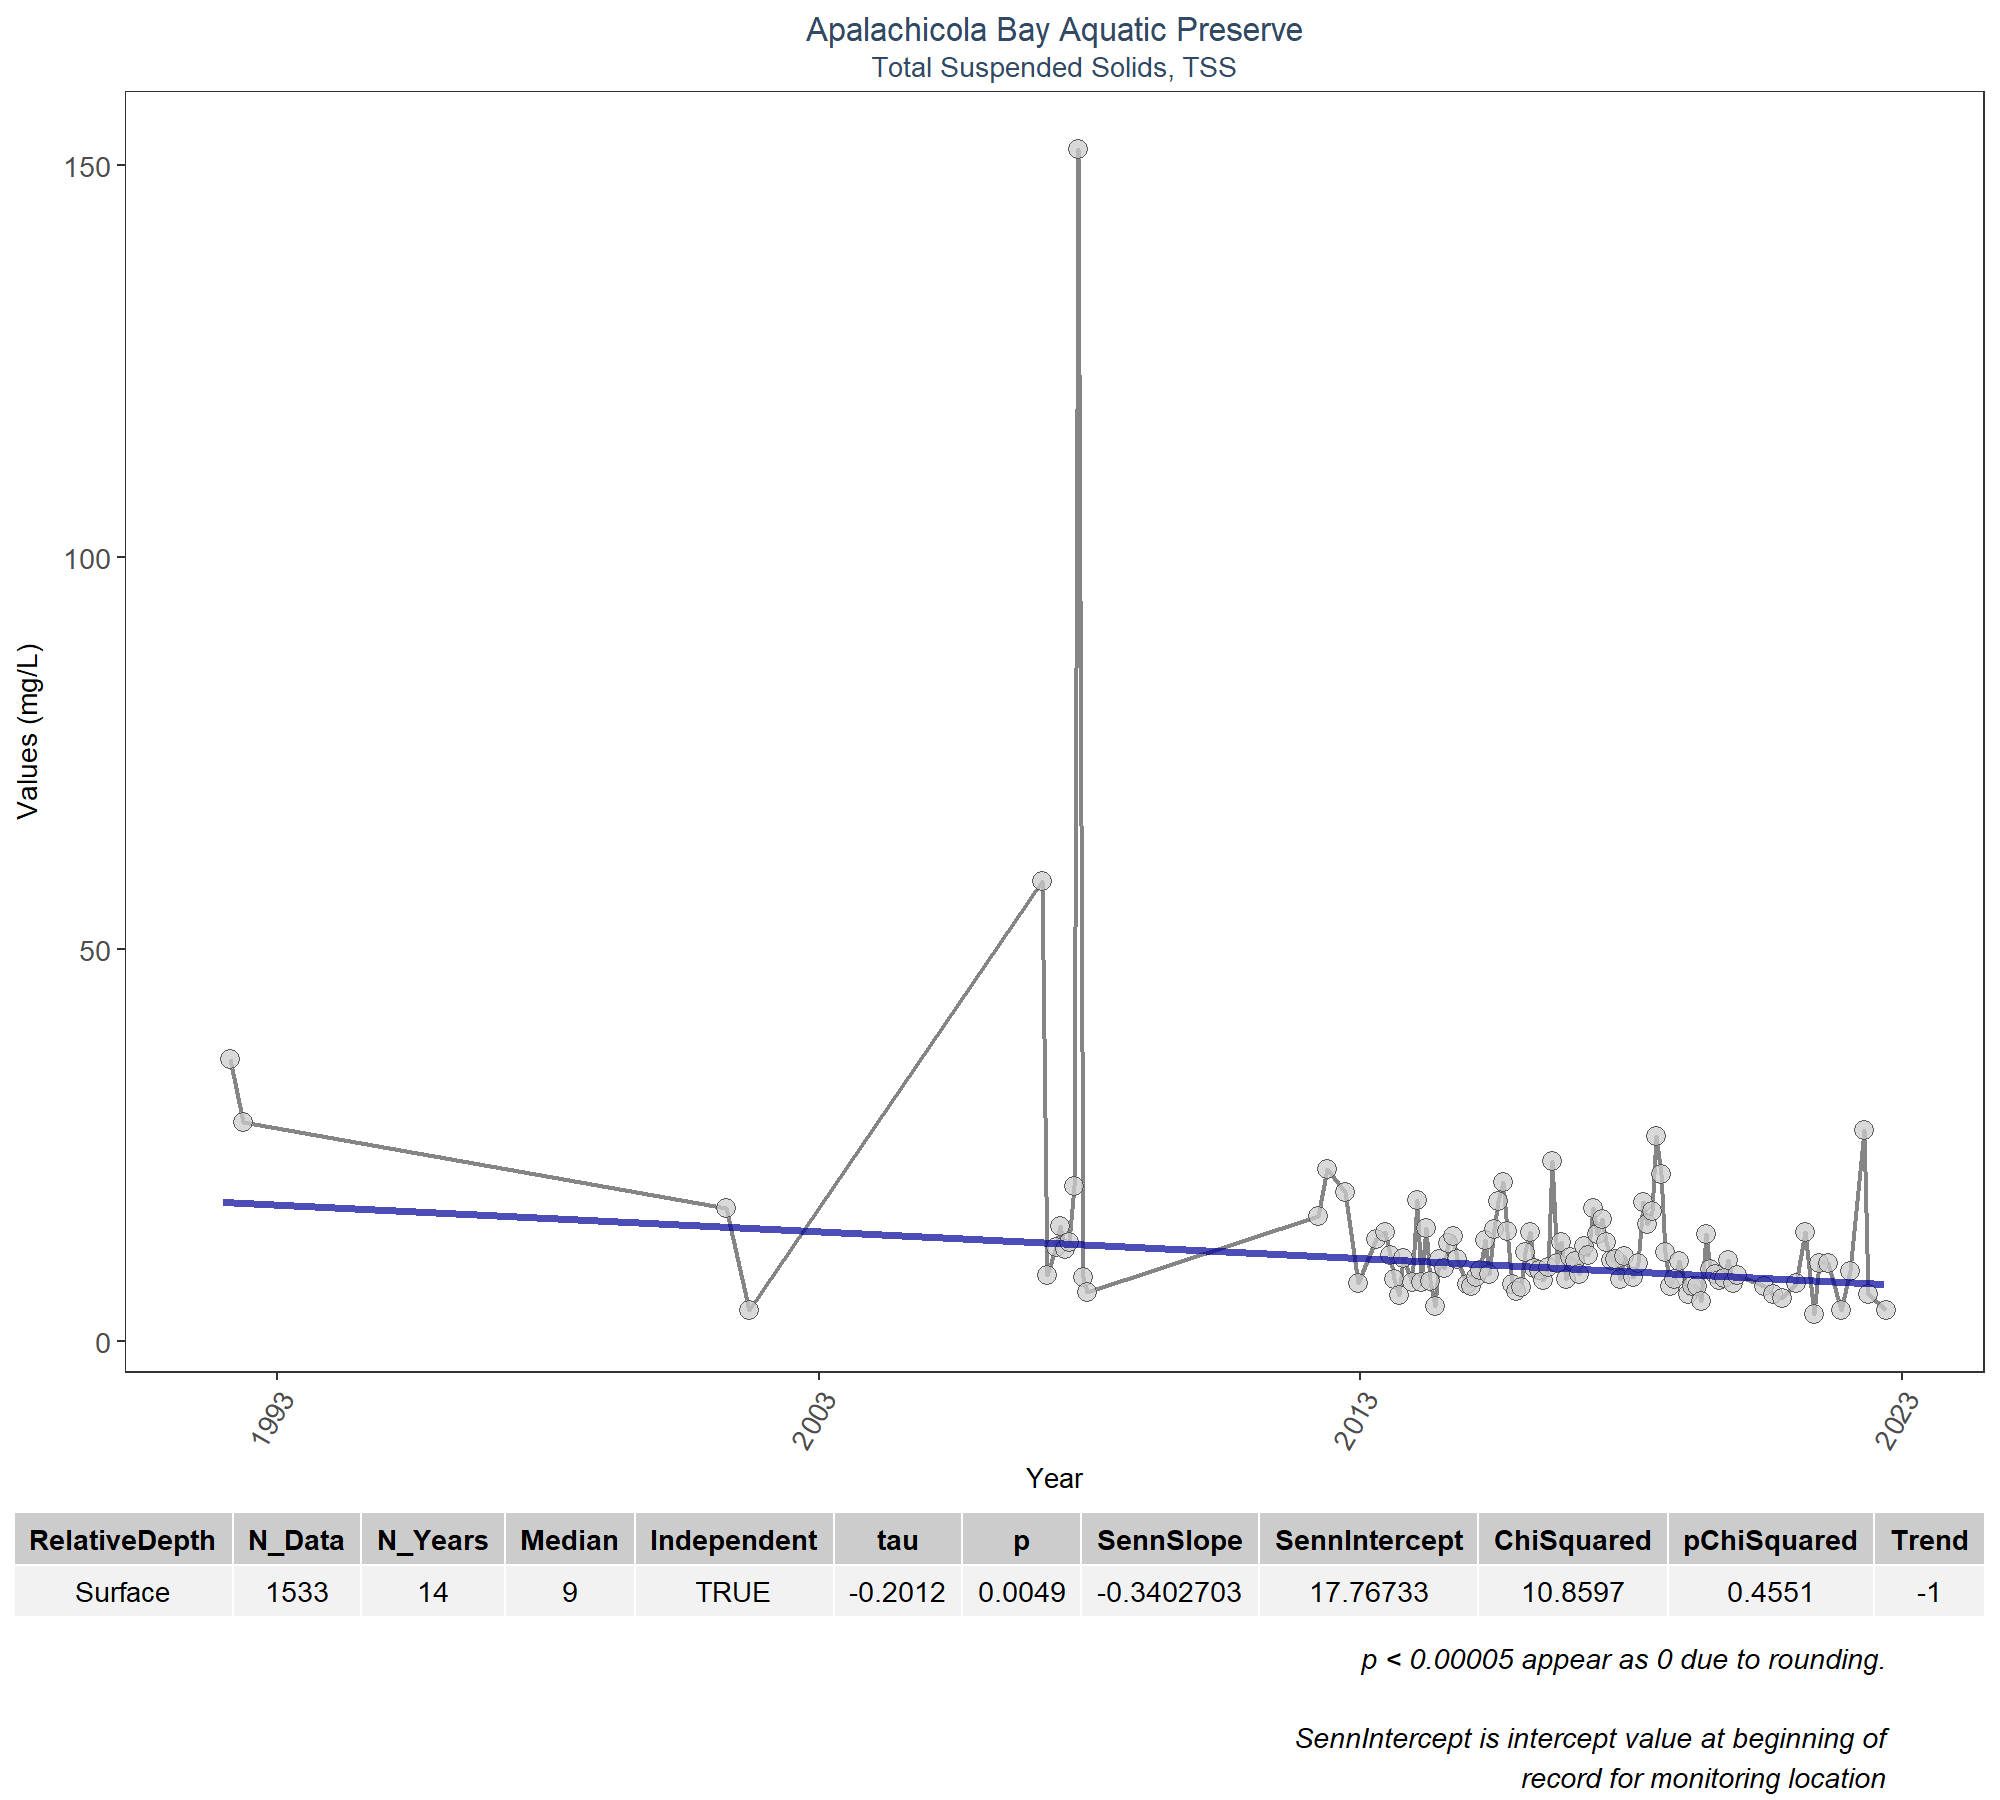 Apalachicola Bay Aquatic Preserve
Total Suspended Solids, TSS
150
100
50
0
Values (mg/L)
1993
2003
2013
2023
Year
RelativeDepth N_Data N_Years Median Independent tau p SennSlope SennIntercept ChiSquared pChiSquared Trend
Surface 1533 14 9 TRUE -0.2012 0.0049 -0.3402703 17.76733 10.8597 0.4551 -1
p < 0.00005 appear as 0 due to rounding.
SennIntercept is intercept value at beginning of
record for monitoring location